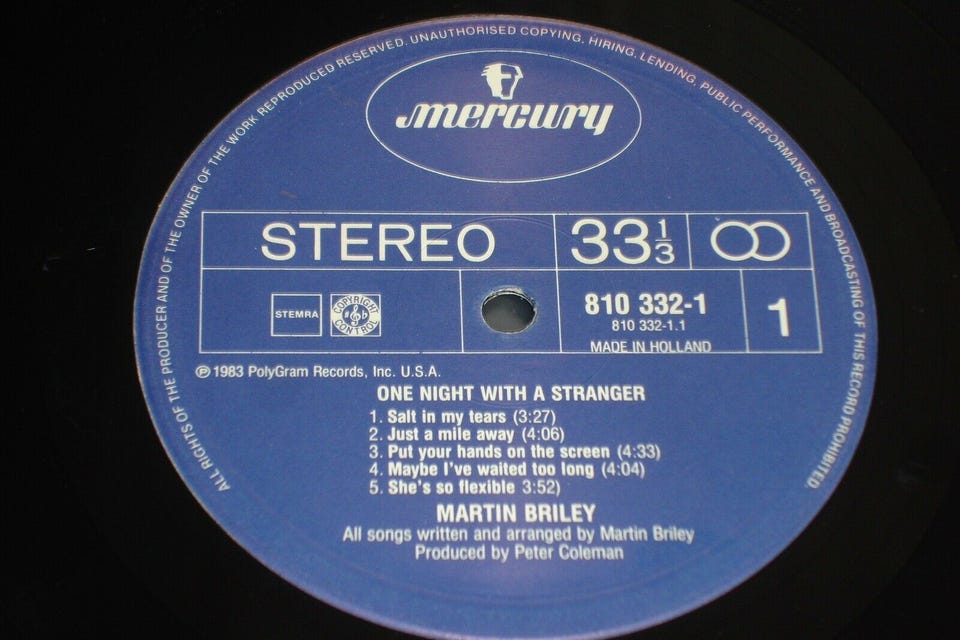 ALL RIGHTS OF THE PRODUCER AND OF THE OWNER OF THE WORK REPRODUCED RESERVED. UNAUTHORISED COPYING, HIRING, LENDING, PUBLIC PERFORMANCE AND BROADCASTING OF THIS RECORD PROHIBITED.
mercury
STEREO 33 1/3
STEMRA COPYRIGHT CONTROL 810 332-1 1
810 332-1.1
MADE IN HOLLAND
℗ 1983 PolyGram Records, Inc. U.S.A.
ONE NIGHT WITH A STRANGER
1. Salt in my tears (3:27)
2. Just a mile away (4:06)
3. Put your hands on the screen (4:33)
4. Maybe I've waited too long (4:04)
5. She's so flexible 3:52)
MARTIN BRILEY
All songs written and arranged by Martin Briley
Produced by Peter Coleman